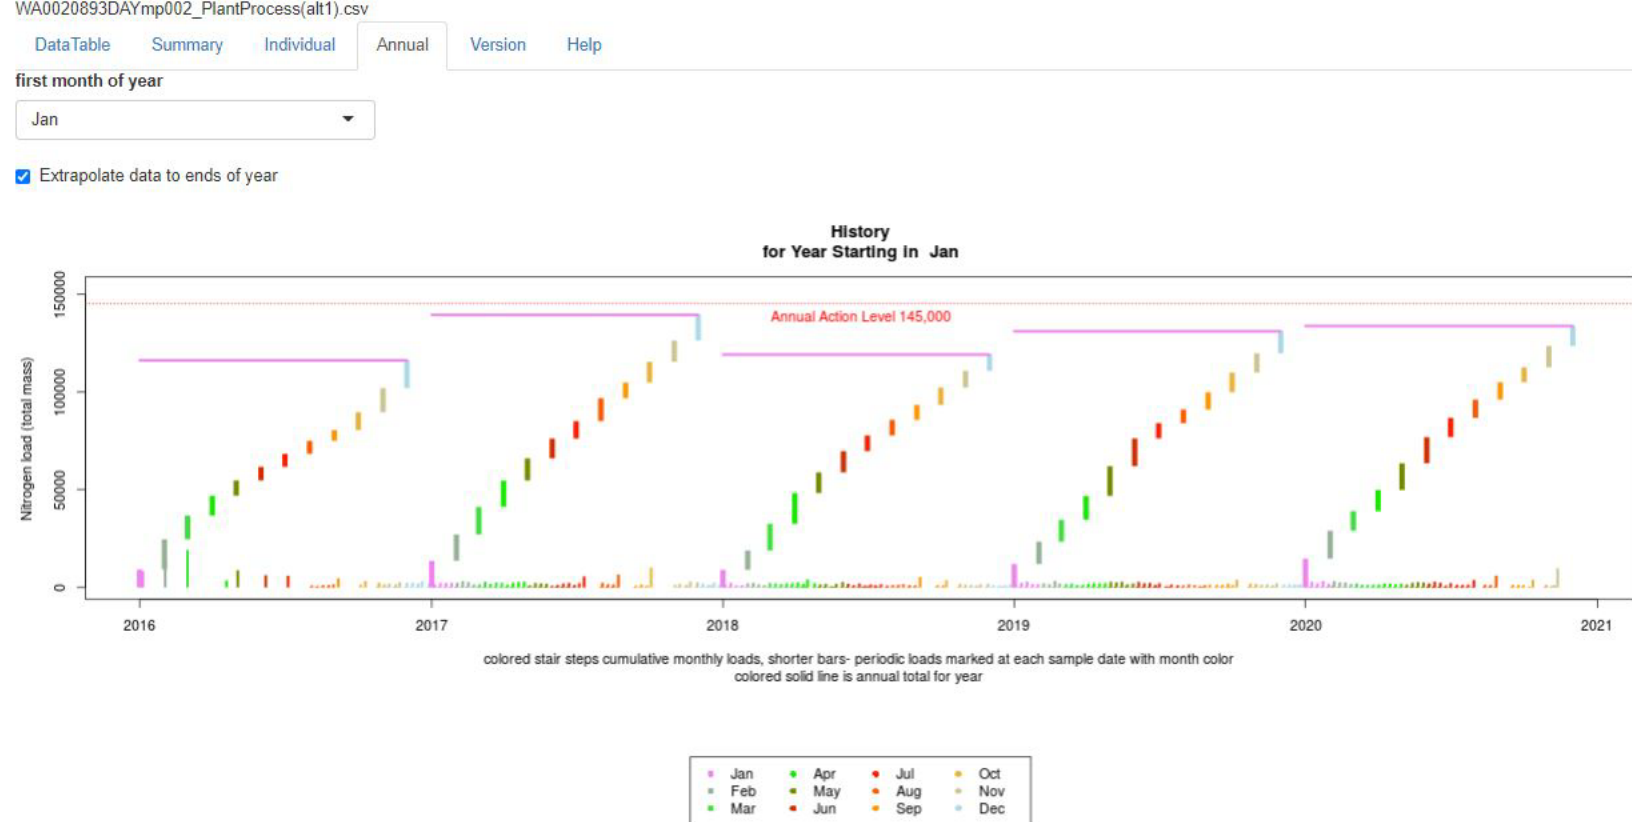 WA0020893DAYmp002_PlantProcess(alt1).csv
DataTable Summary Individual Annual Version Help
first month of year
Jan
Extrapolate data to ends of year
History
for Year Starting in Jan
Nitrogen load (total mass)
150000
100000
50000
0
Annual Action Level 145,000
2016 2017 2018 2019 2020 2021
colored stair steps cumulative monthly loads, shorter bars- periodic loads marked at each sample date with month color
colored solid line is annual total for year
Jan Apr Jul Oct
Feb May Aug Nov
Mar Jun Sep Dec